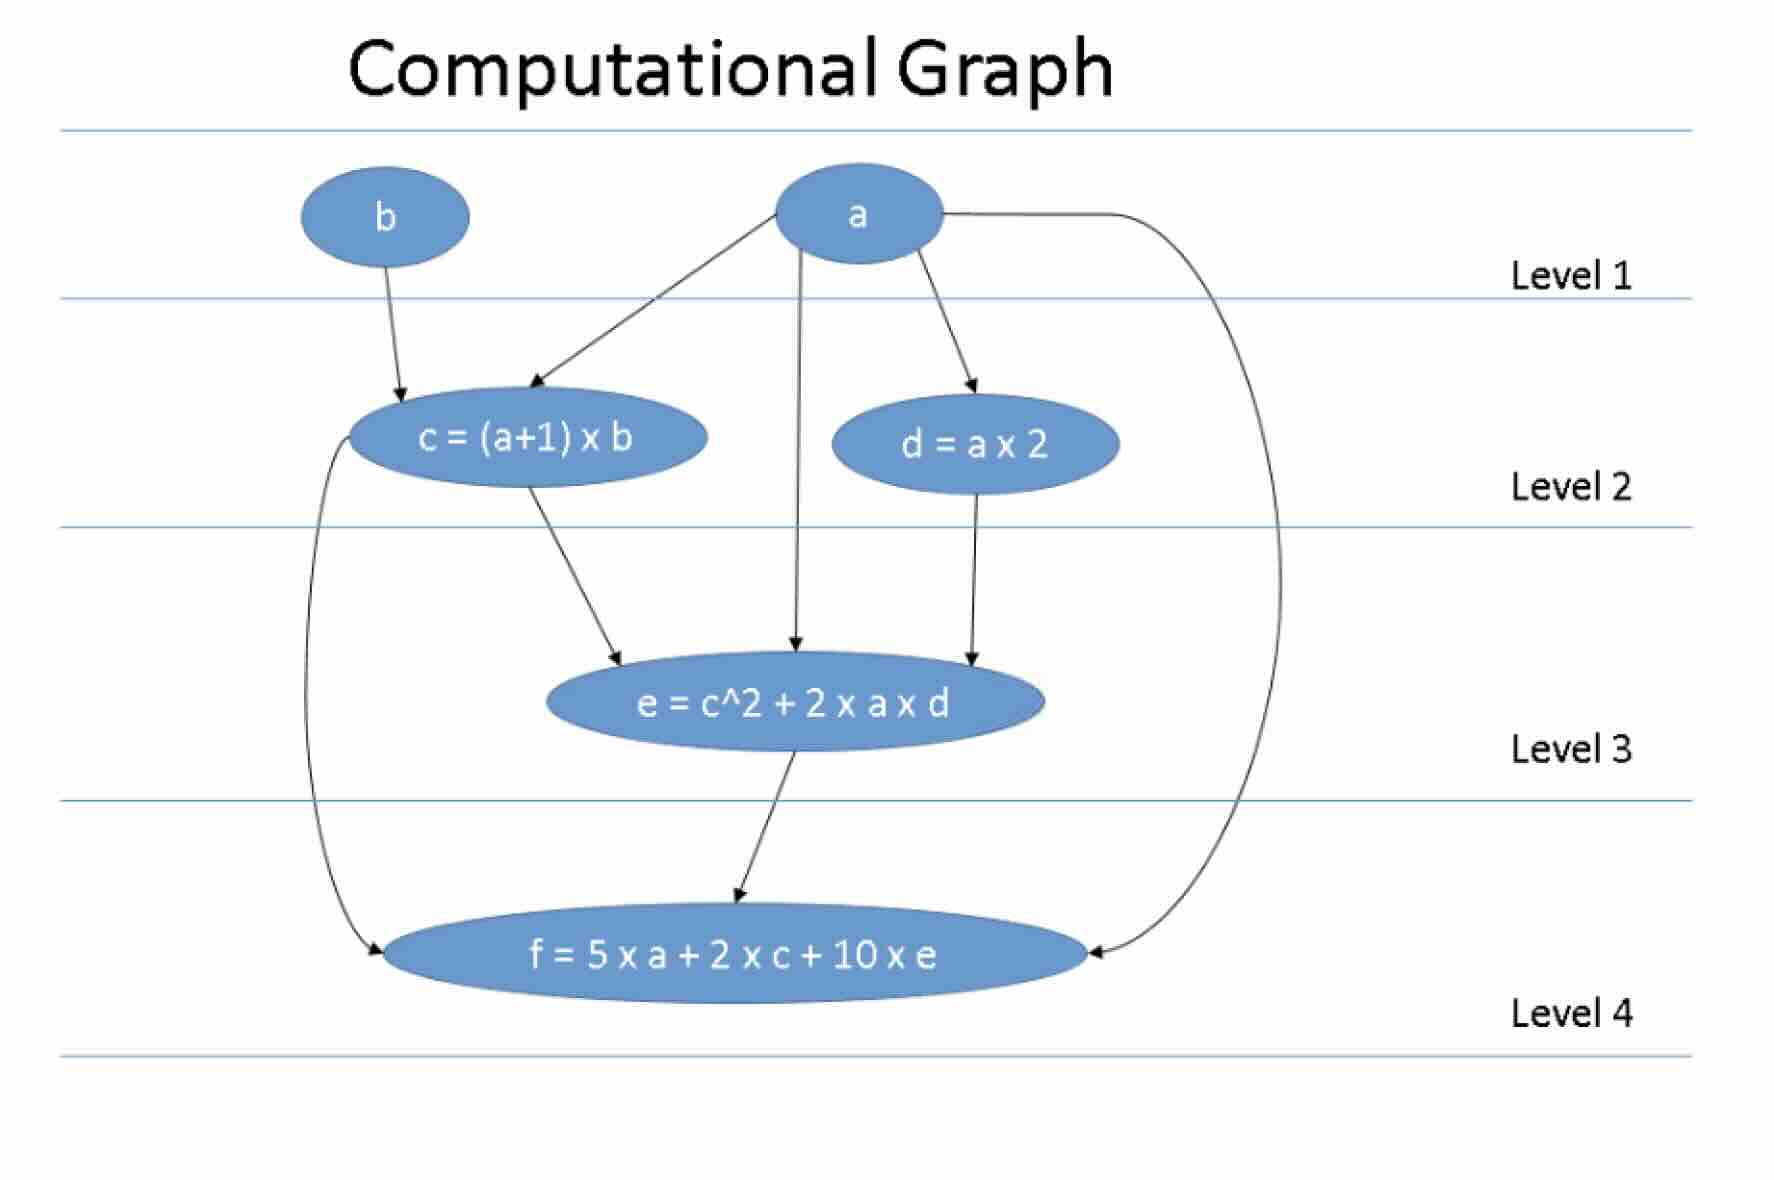 Computational Graph
b
a
Level 1
c = (a+1) x b
d = a x 2
Level 2
e = c^2 + 2 x a x d
Level 3
f = 5 x a + 2 x c + 10 x e
Level 4